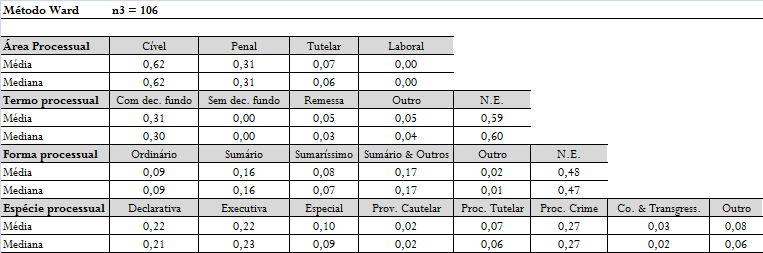 Método Ward n3 = 106
Área Processual Cível Penal Tutelar Laboral
Média 0,62 0,31 0,07 0,00
Mediana 0,62 0,31 0,06 0,00
Termo processual Com dec. fundo Sem dec. fundo Remessa Outro N.E.
Média 0,31 0,00 0,05 0,05 0,59
Mediana 0,30 0,00 0,03 0,04 0,60
Forma processual Ordinário Sumário Sumaríssimo Sumário & Outros Outro N.E.
Média 0,09 0,16 0,08 0,17 0,02 0,48
Mediana 0,09 0,16 0,07 0,17 0,01 0,47
Espécie processual Declarativa Executiva Especial Prov. Cautelar Proc. Tutelar Proc. Crime Co. & Transgress. Outro
Média 0,22 0,22 0,10 0,02 0,07 0,27 0,03 0,08
Mediana 0,21 0,23 0,09 0,02 0,06 0,27 0,02 0,06